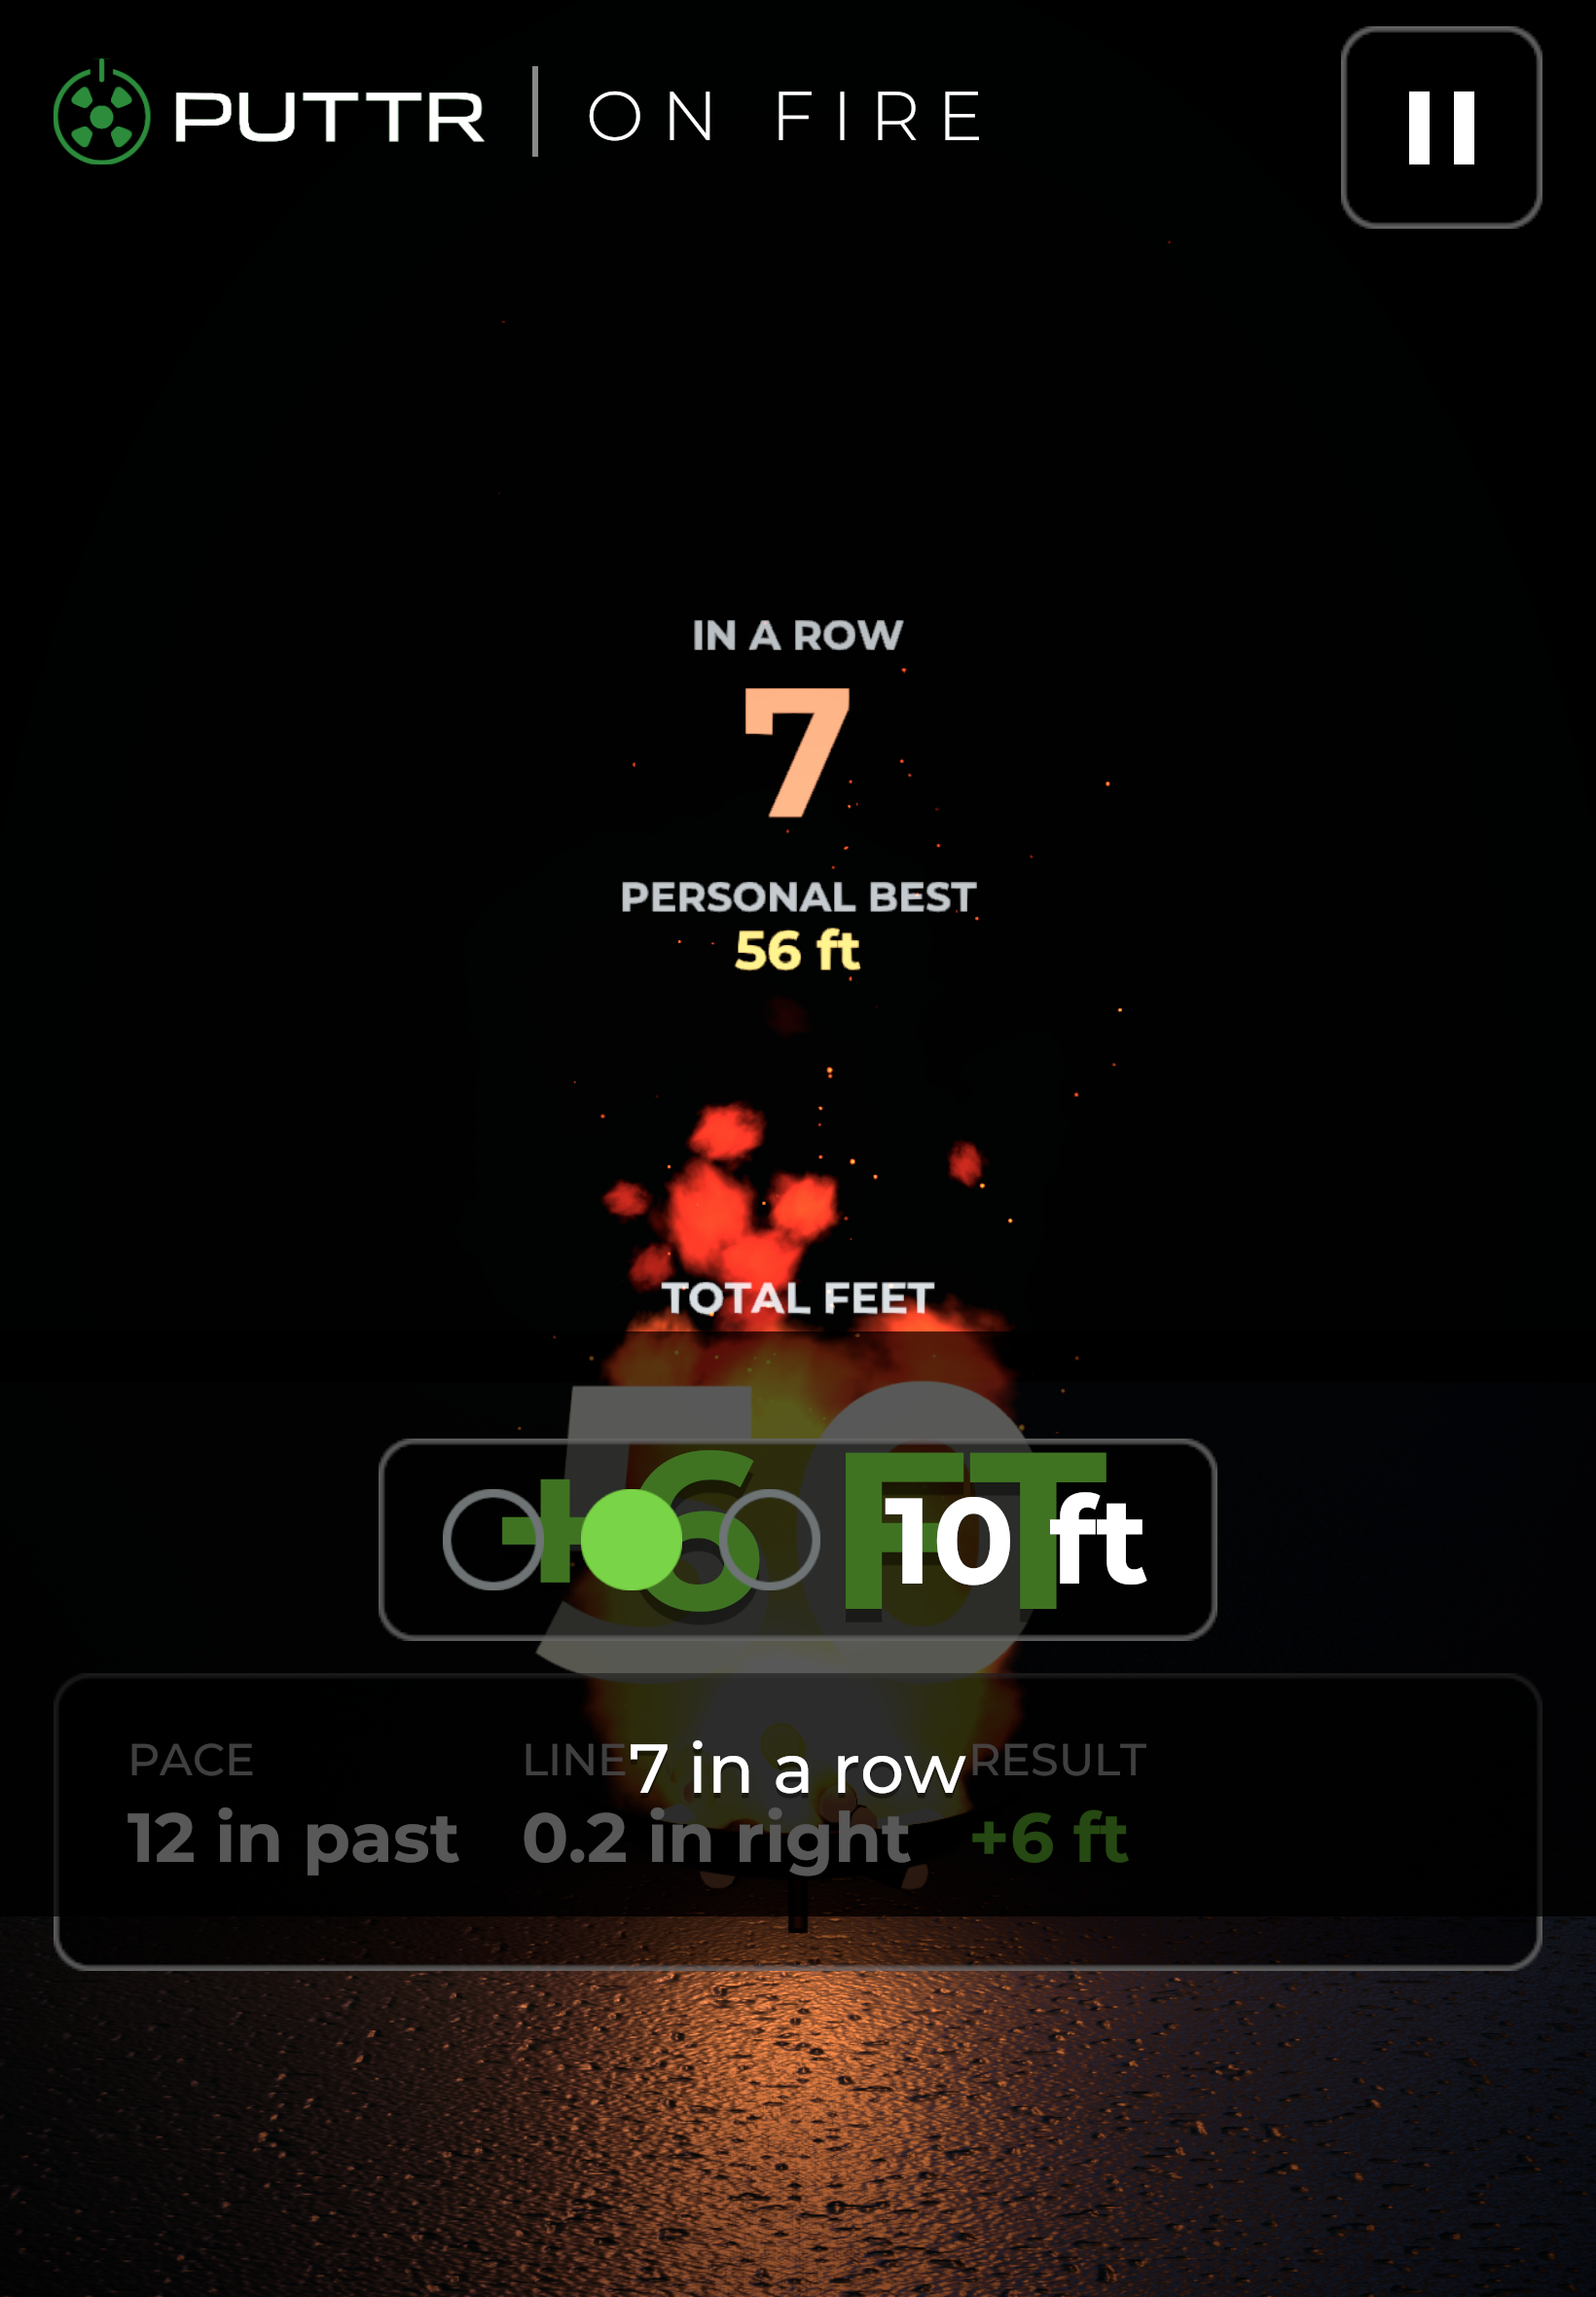 PUTTR | ON FIRE
IN A ROW
7
PERSONAL BEST
56 ft
TOTAL FEET
+6 FT
10 ft
7 in a row
PACE LINE RESULT
12 in past 0.2 in right +6 ft